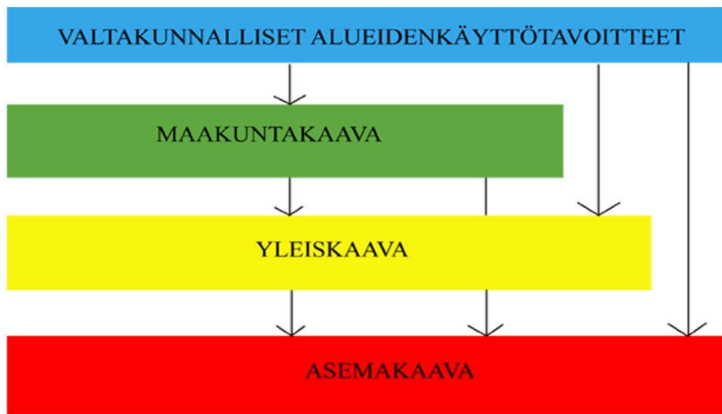 VALTAKUNNALLISET ALUEIDENKÄYTTÖTAVOITTEET
MAAKUNTAKAAVA
YLEISKAAVA
ASEMAKAAVA